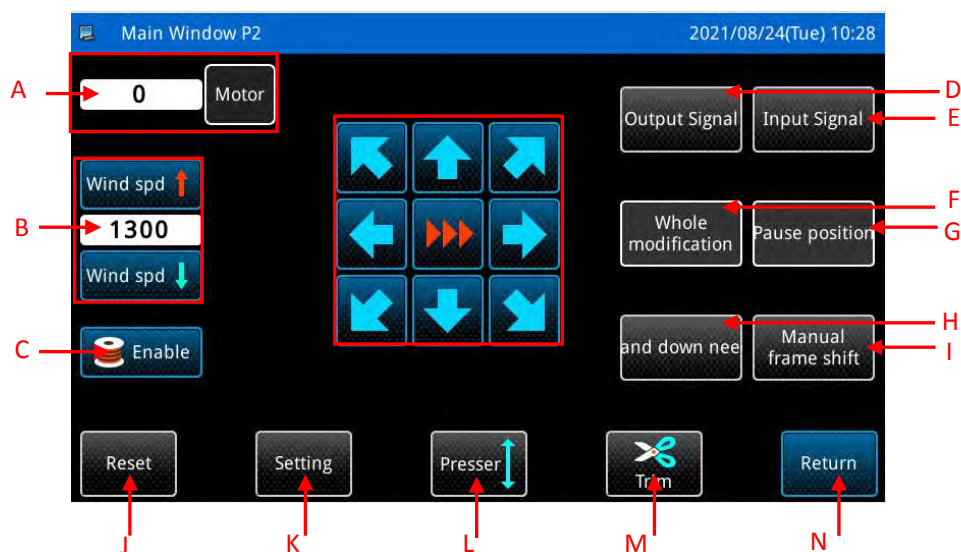 Main Window P2
2021/08/24(Tue) 10:28
A
0
Motor
Output Signal
Input Signal
D
E
Wind spd
B
1300
Wind spd
Whole
modification
Pause position
F
G
C
Enable
and down nee
Manual
frame shift
H
I
Reset
Setting
Presser
Trim
Return
J
K
L
M
N